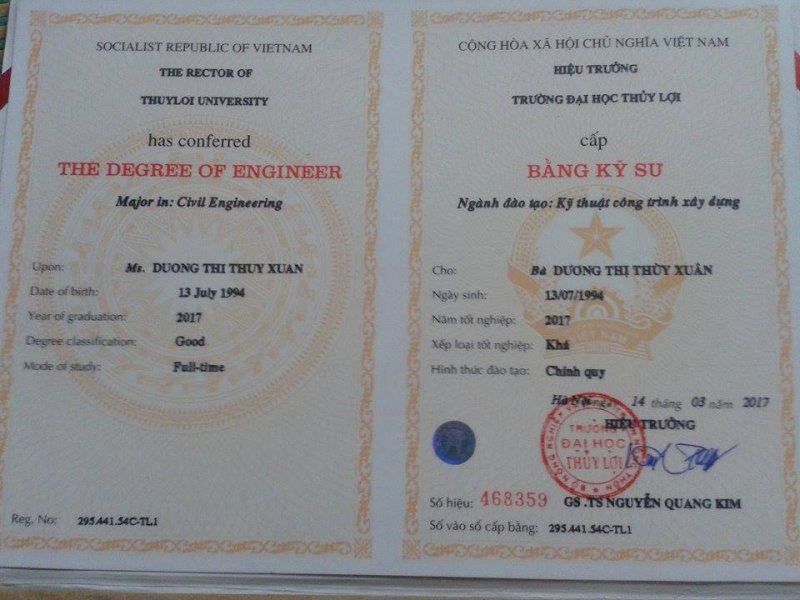 SOCIALIST REPUBLIC OF VIETNAM
THE RECTOR OF
THUYLOI UNIVERSITY
has conferred
THE DEGREE OF ENGINEER
Major in: Civil Engineering
Upon: Ms. DUONG THI THUY XUAN
Date of birth: 13 July 1994
Year of graduation: 2017
Degree classification: Good
Mode of study: Full-time
Reg. No: 295.441.54C-TL1
CỘNG HÒA XÃ HỘI CHỦ NGHĨA VIỆT NAM
HIỆU TRƯỞNG
TRƯỜNG ĐẠI HỌC THỦY LỢI
cấp
BẰNG KỸ SƯ
Ngành đào tạo: Kỹ thuật công trình xây dựng
Cho: Bà DƯƠNG THỊ THÙY XUÂN
Ngày sinh: 13/07/1994
Năm tốt nghiệp: 2017
Xếp loại tốt nghiệp: Khá
Hình thức đào tạo: Chính quy
Hà Nội, ngày 14 tháng 03 năm 2017
HIỆU TRƯỞNG
TRƯỜNG
ĐẠI HỌC
THỦY LỢI
Số hiệu: 468359 GS.TS NGUYỄN QUANG KIM
Số vào sổ cấp bằng: 295.441.54C-TL1